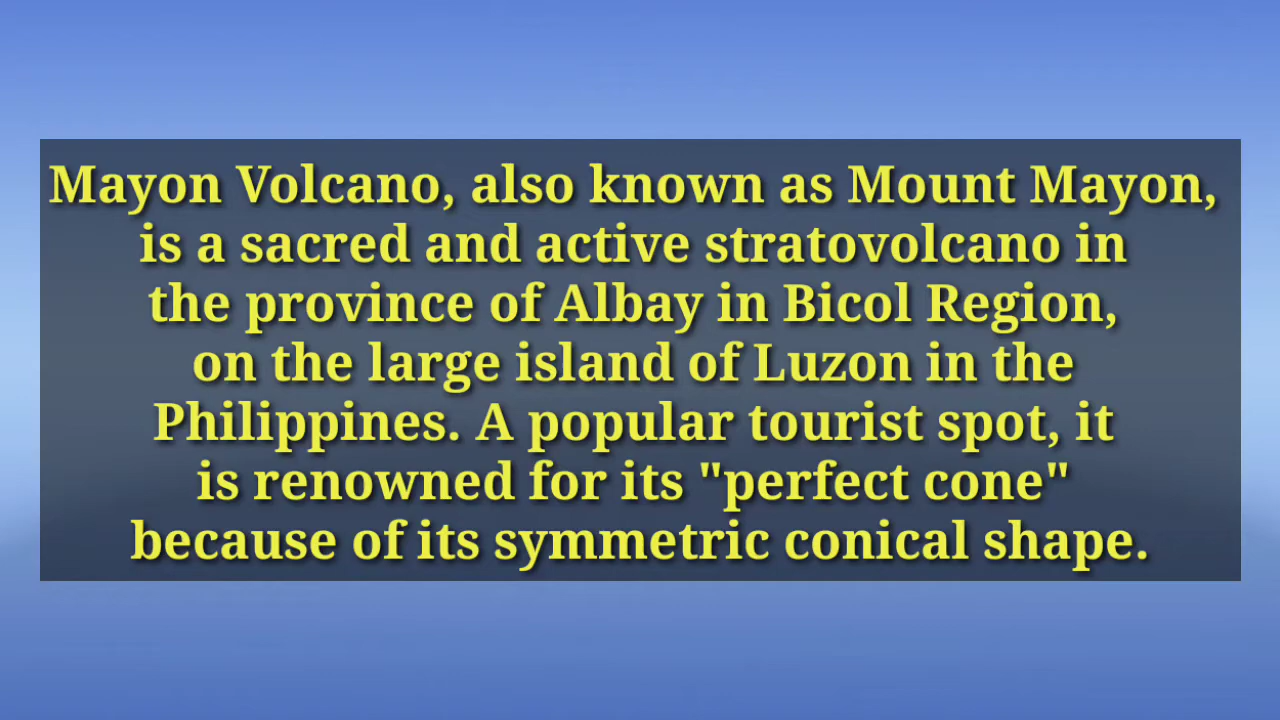 Mayon Volcano, also known as Mount Mayon,
is a sacred and active stratovolcano in
the province of Albay in Bicol Region,
on the large island of Luzon in the
Philippines. A popular tourist spot, it
is renowned for its "perfect cone"
because of its symmetric conical shape.